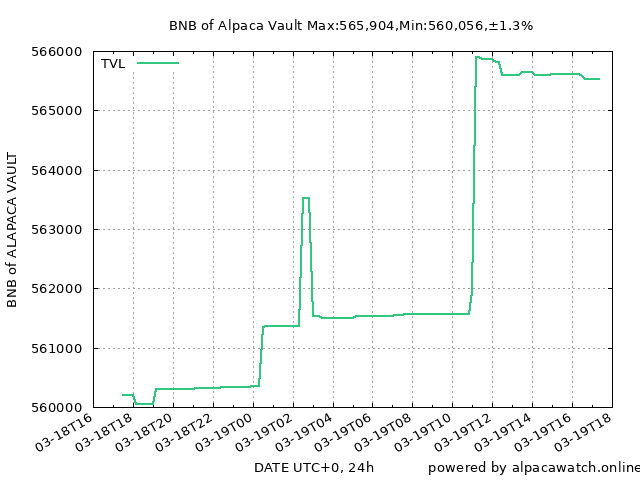 BNB of Alpaca Vault Max:565,904,Min:560,056,±1.3%
TVL
BNB of ALAPACA VAULT
566000
565000
564000
563000
562000
561000
560000
03-18T16
03-18T18
03-18T20
03-18T22
03-19T00
03-19T02
03-19T04
03-19T06
03-19T08
03-19T10
03-19T12
03-19T14
03-19T16
03-19T18
DATE UTC+0, 24h
powered by alpacawatch.online